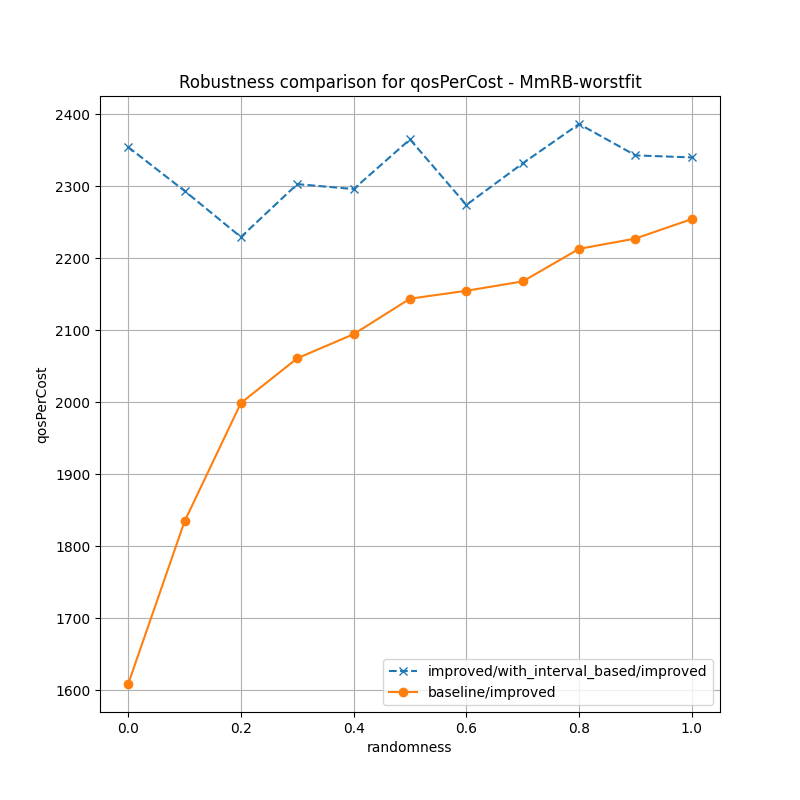 Robustness comparison for qosPerCost - MmRB-worstfit
2400
2300
2200
2100
2000
1900
1800
1700
1600
qosPerCost
0.0 0.2 0.4 0.6 0.8 1.0
randomness
improved/with_interval_based/improved
baseline/improved